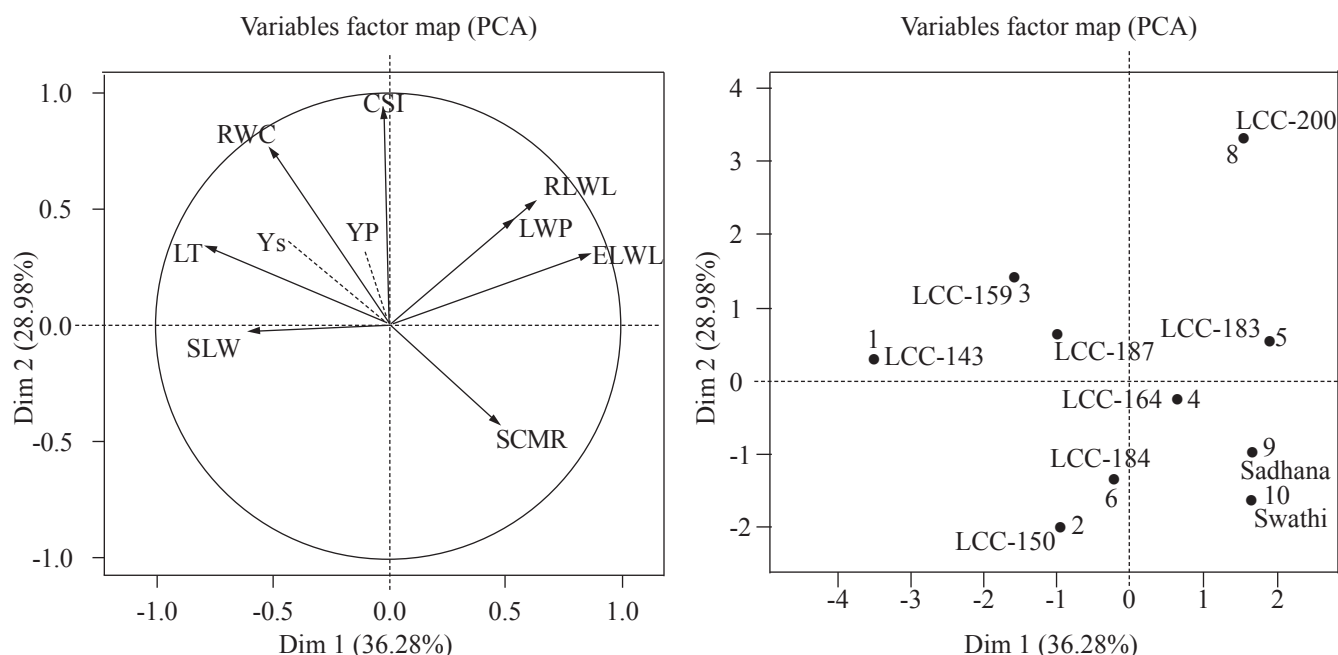 Variables factor map (PCA)
1.0
0.5
0.0
-0.5
-1.0
Dim 2 (28.98%)
CSI
RWC
RLWL
LWP
YP
Ys
LT
ELWL
SLW
SCMR
-1.0 -0.5 0.0 0.5 1.0
Dim 1 (36.28%)
Variables factor map (PCA)
4
3
2
1
0
-1
-2
Dim 2 (28.98%)
LCC-200
8
LCC-159 3
LCC-183 5
1
LCC-143
LCC-187
LCC-164 4
LCC-184
6
9
Sadhana
10
Swathi
LCC-150 2
-4 -3 -2 -1 0 1 2
Dim 1 (36.28%)